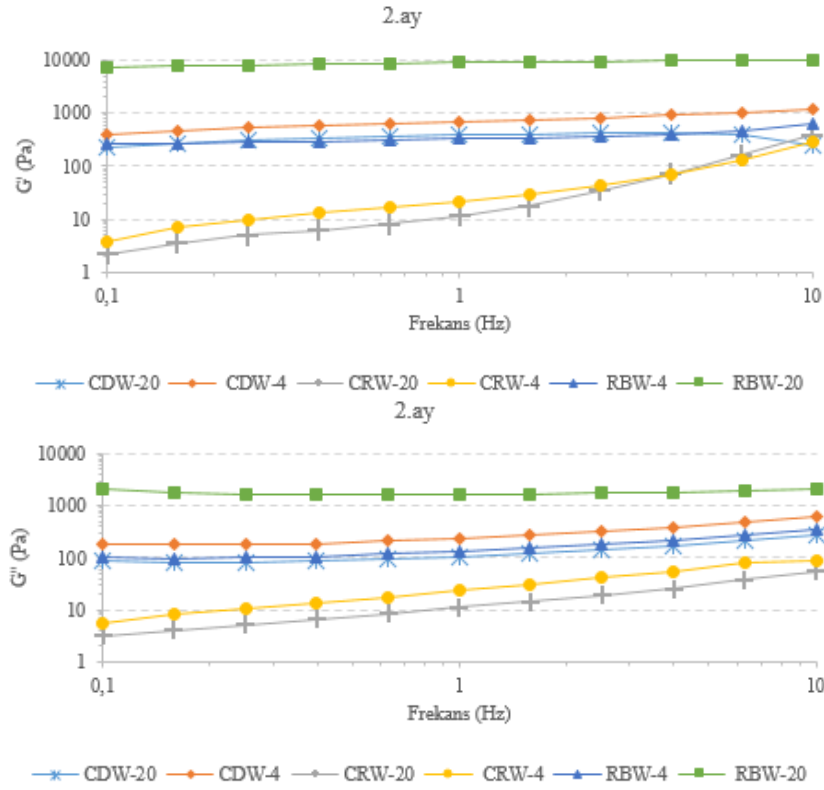 2.ay
10000
1000
100
10
1
G' (Pa)
0,1 1 10
Frekans (Hz)
CDW-20 CDW-4 CRW-20 CRW-4 RBW-4 RBW-20
2.ay
10000
1000
100
10
1
G" (Pa)
0,1 1 10
Frekans (Hz)
CDW-20 CDW-4 CRW-20 CRW-4 RBW-4 RBW-20